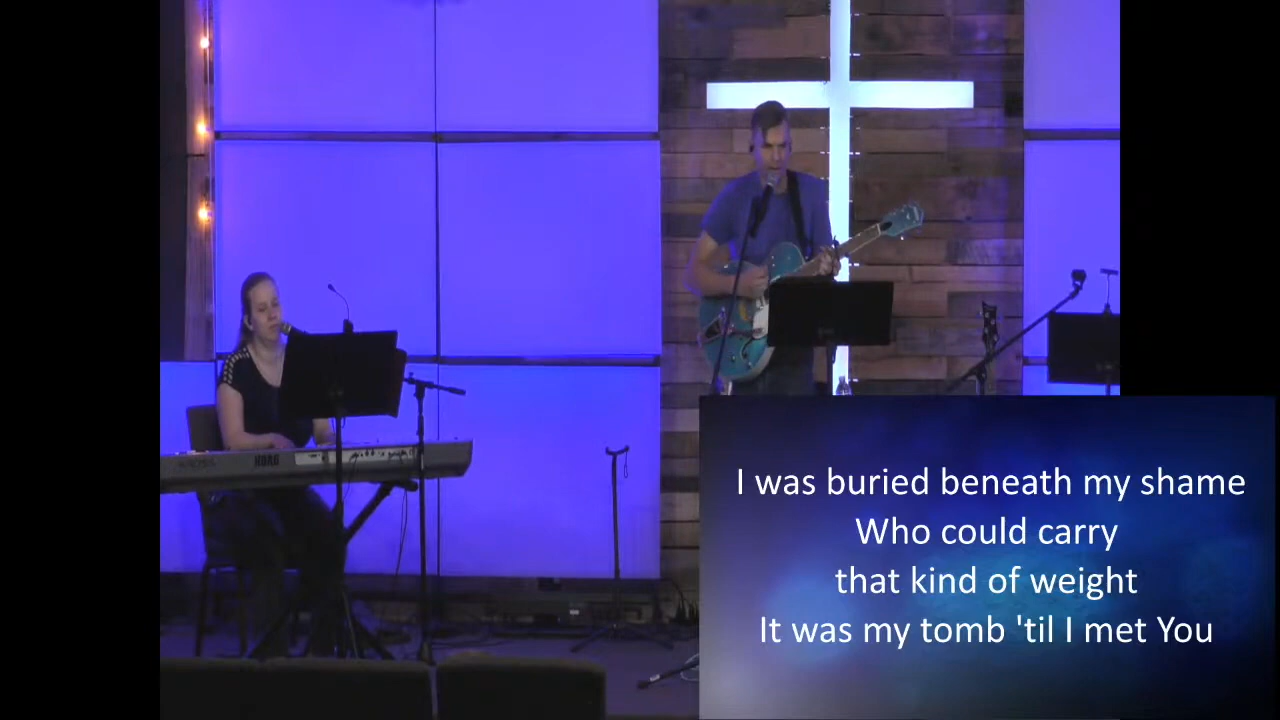 KORG
I was buried beneath my shame
Who could carry
that kind of weight
It was my tomb 'til I met You